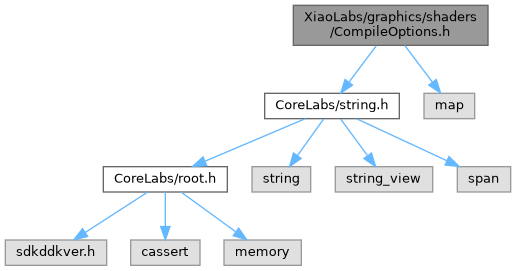 XiaoLabs/graphics/shaders
/CompileOptions.h
CoreLabs/string.h
map
CoreLabs/root.h
string
string_view
span
sdkddkver.h
cassert
memory